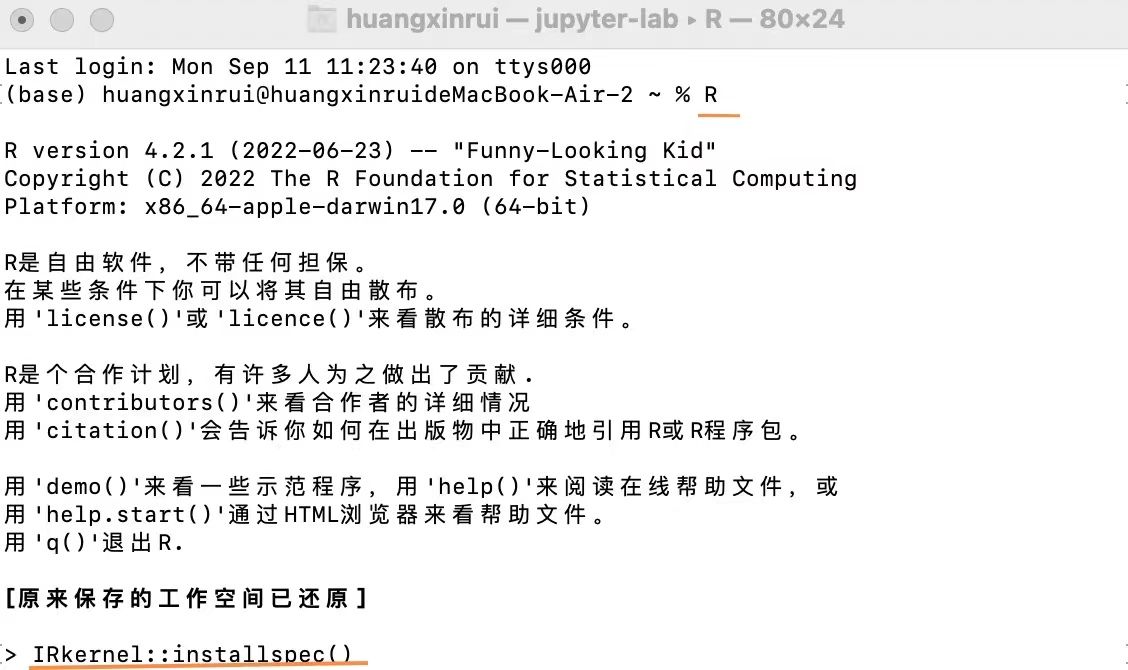 huangxinrui — jupyter-lab ▸ R — 80×24
Last login: Mon Sep 11 11:23:40 on ttys000
(base) huangxinrui@huangxinruideMacBook-Air-2 ~ % R
R version 4.2.1 (2022-06-23) -- "Funny-Looking Kid"
Copyright (C) 2022 The R Foundation for Statistical Computing
Platform: x86_64-apple-darwin17.0 (64-bit)
R是自由软件，不带任何担保。
在某些条件下你可以将其自由散布。
用'license()'或'licence()'来看散布的详细条件。
R是个合作计划，有许多人为之做出了贡献.
用'contributors()'来看合作者的详细情况
用'citation()'会告诉你如何在出版物中正确地引用R或R程序包。
用'demo()'来看一些示范程序，用'help()'来阅读在线帮助文件，或
用'help.start()'通过HTML浏览器来看帮助文件。
用'q()'退出R.
[原来保存的工作空间已还原]
> IRkernel::installspec()